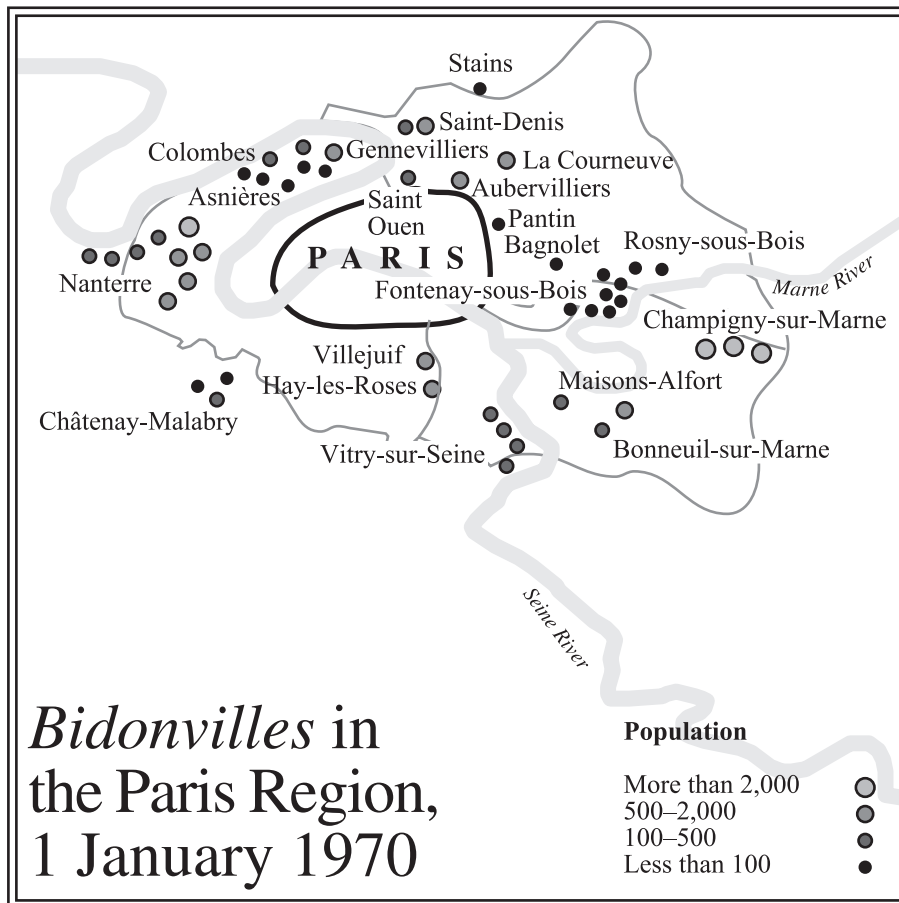 Stains
Saint-Denis
Colombes
Gennevilliers
La Courneuve
Asnières
Aubervilliers
Saint
Ouen
Pantin
Bagnolet
Rosny-sous-Bois
PARIS
Nanterre
Fontenay-sous-Bois
Marne River
Champigny-sur-Marne
Villejuif
Hay-les-Roses
Maisons-Alfort
Châtenay-Malabry
Vitry-sur-Seine
Bonneuil-sur-Marne
Seine River
Bidonvilles in
the Paris Region,
1 January 1970
Population
More than 2,000
500–2,000
100–500
Less than 100